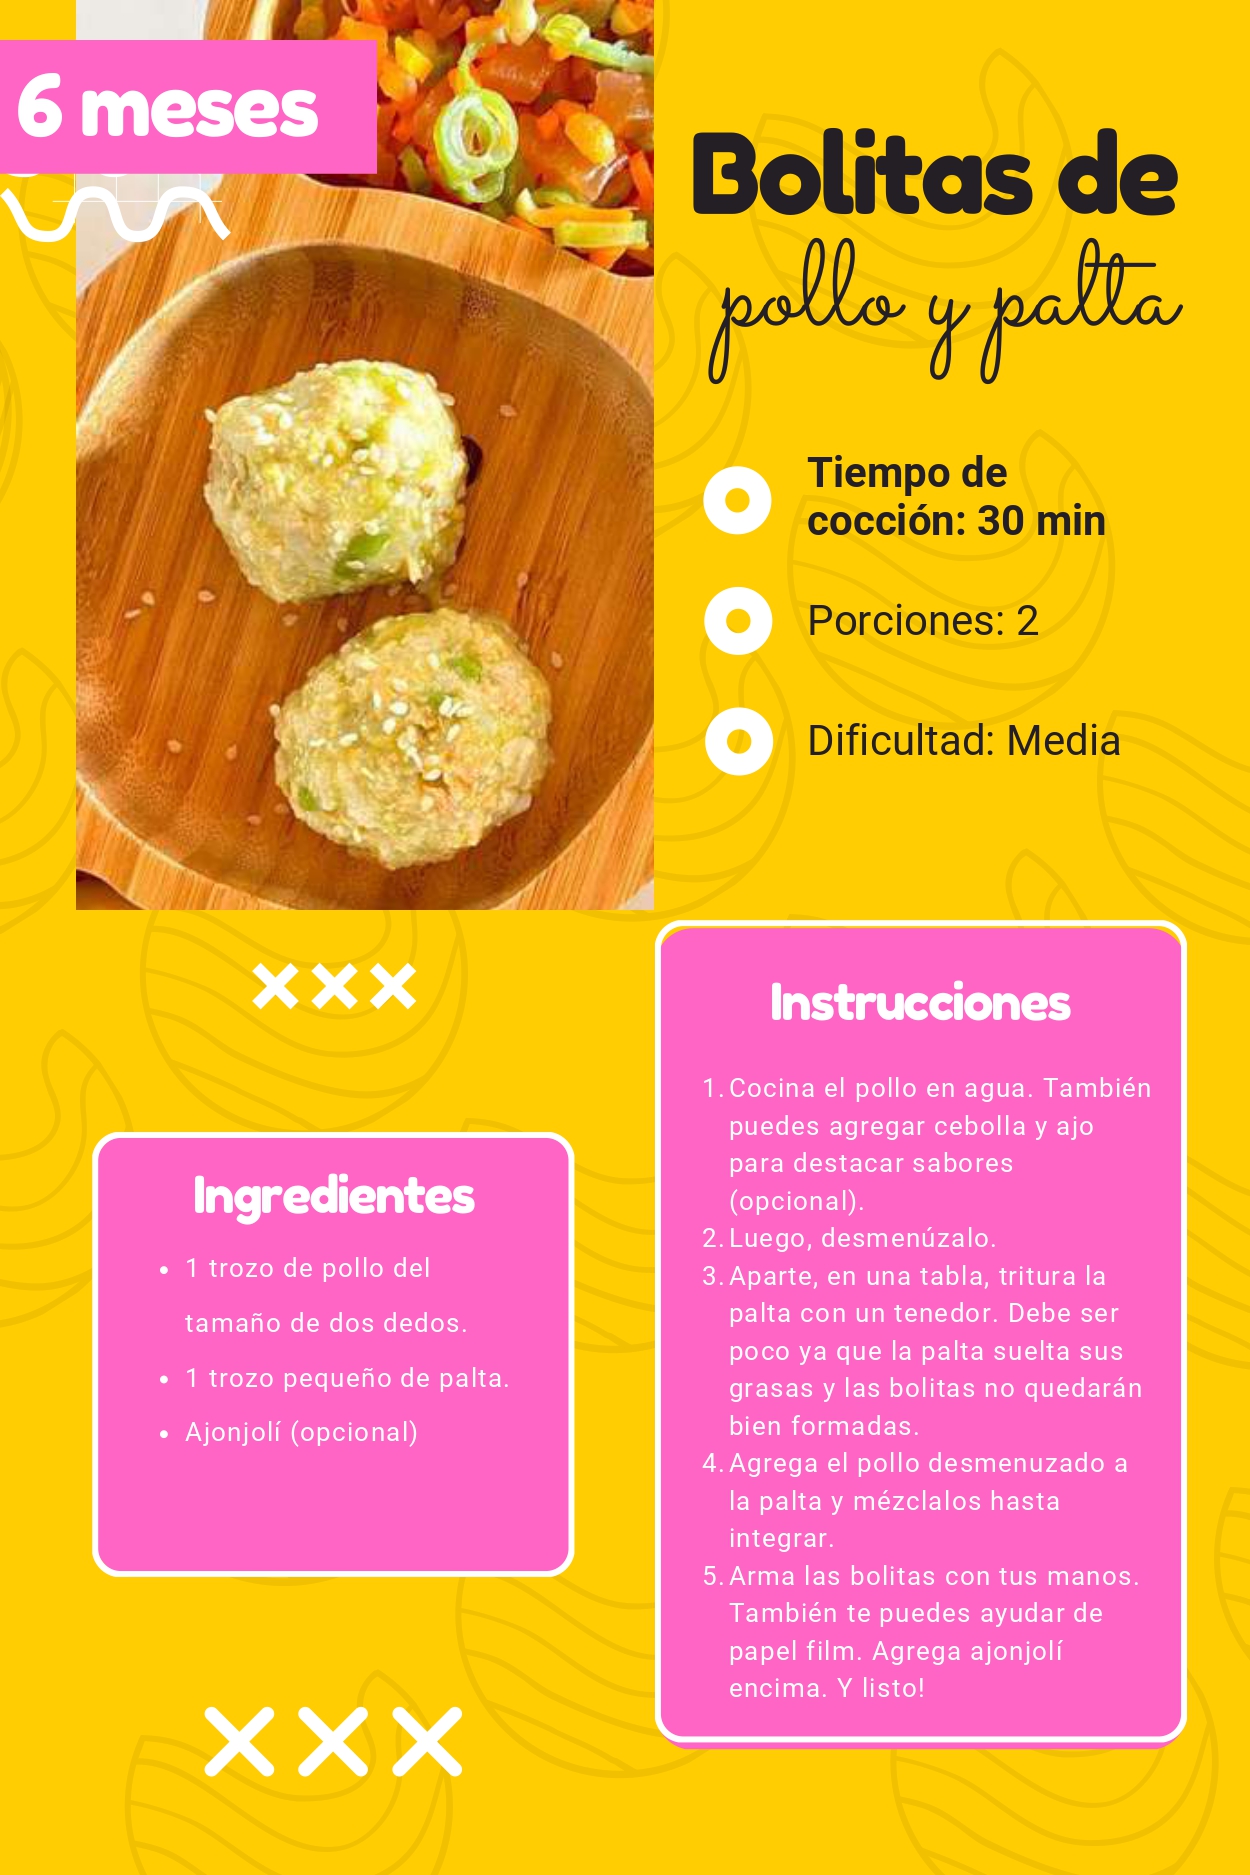 6 meses
Bolitas de
pollo y palta
Tiempo de
cocción: 30 min
Porciones: 2
Dificultad: Media
Ingredientes
• 1 trozo de pollo del
tamaño de dos dedos.
• 1 trozo pequeño de palta.
• Ajonjolí (opcional)
Instrucciones
1. Cocina el pollo en agua. También
puedes agregar cebolla y ajo
para destacar sabores
(opcional).
2. Luego, desmenúzalo.
3. Aparte, en una tabla, tritura la
palta con un tenedor. Debe ser
poco ya que la palta suelta sus
grasas y las bolitas no quedarán
bien formadas.
4. Agrega el pollo desmenuzado a
la palta y mézclalos hasta
integrar.
5. Arma las bolitas con tus manos.
También te puedes ayudar de
papel film. Agrega ajonjolí
encima. Y listo!